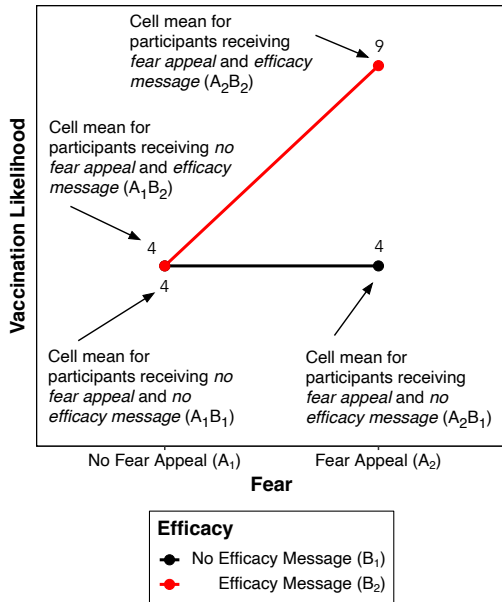 Cell mean for
participants receiving
fear appeal and efficacy
message (A₂B₂)
9
Cell mean for
participants receiving no
fear appeal and efficacy
message (A₁B₂)
4
4
4
Cell mean for
participants receiving no
fear appeal and no
efficacy message (A₁B₁)
Cell mean for
participants receiving
fear appeal and no
efficacy message (A₂B₁)
Vaccination Likelihood
No Fear Appeal (A₁)
Fear Appeal (A₂)
Fear
Efficacy
No Efficacy Message (B₁)
Efficacy Message (B₂)